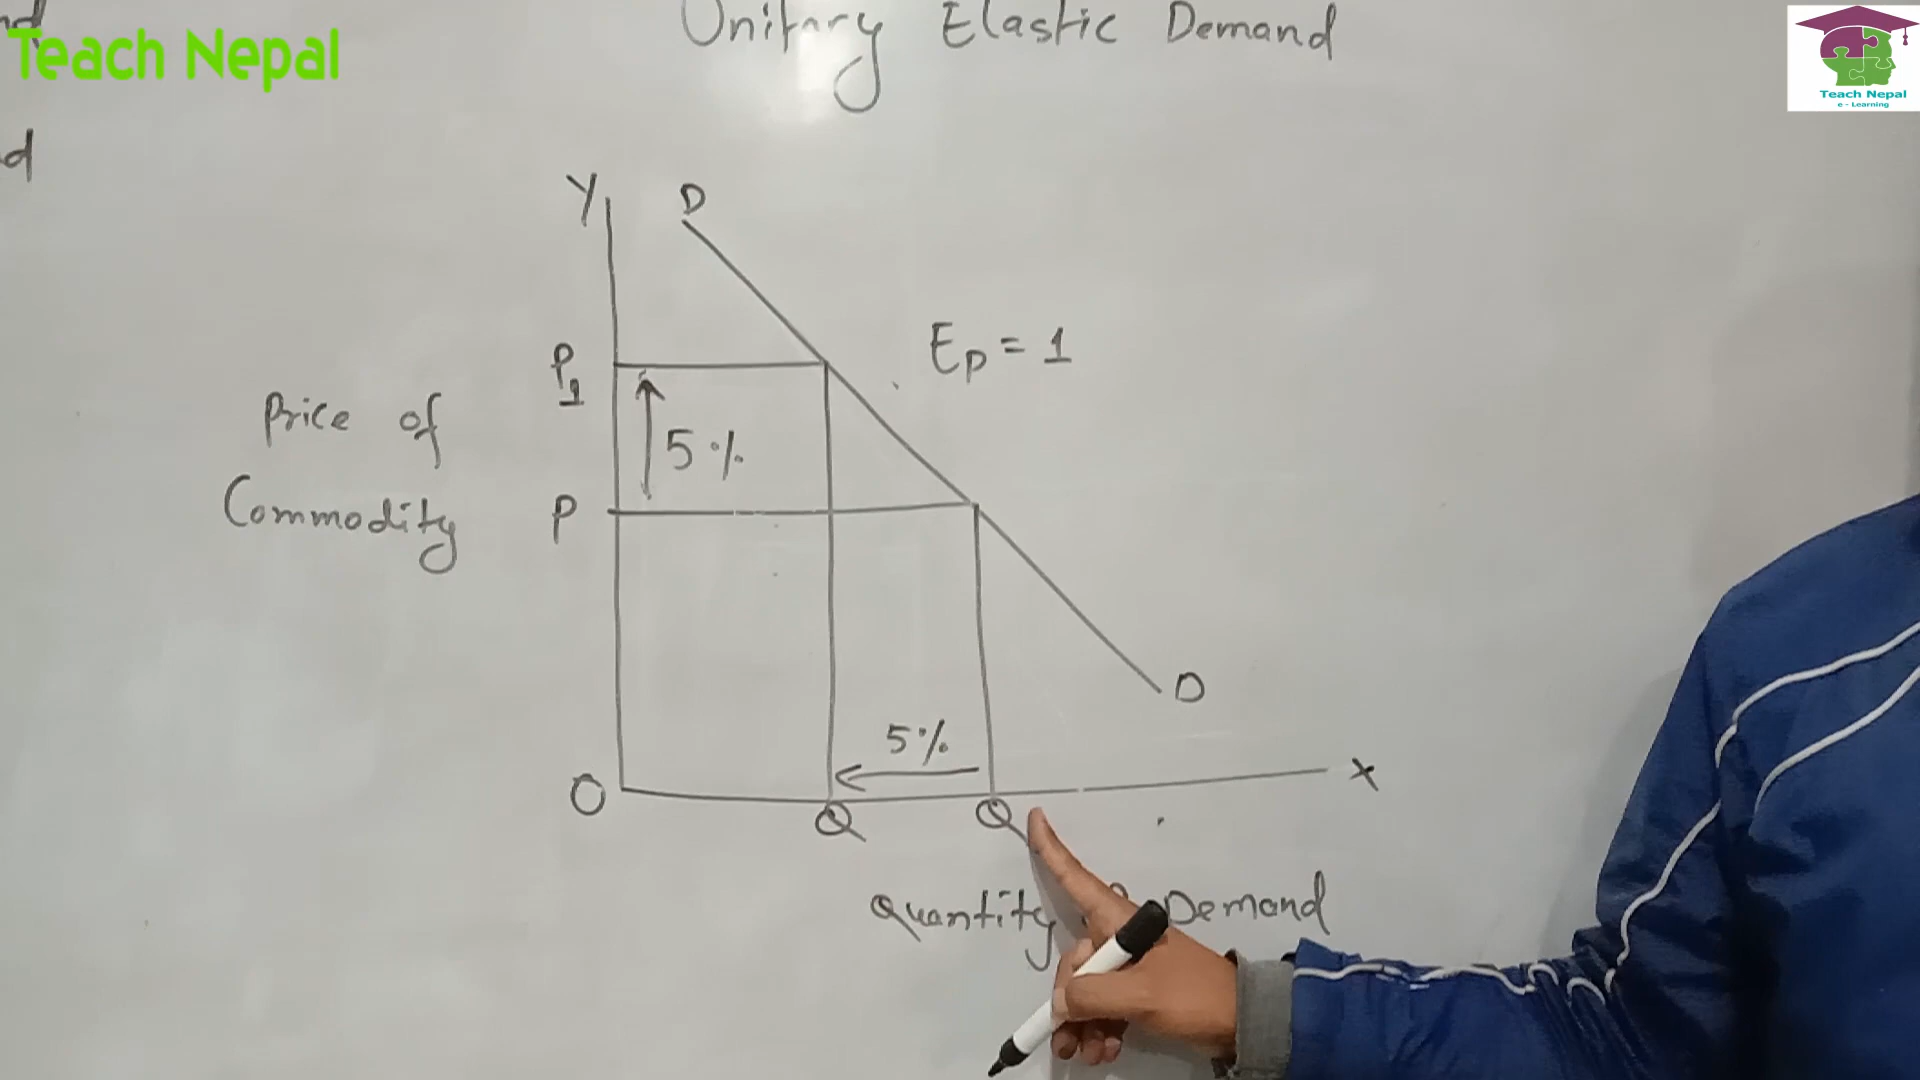 Teach Nepal
Unitary Elastic Demand
Teach Nepal
e - Learning
d
Y
D
EP = 1
P1
Price of
5%
Commodity
P
D
5%
O
X
Q
Q
Quantity Demand